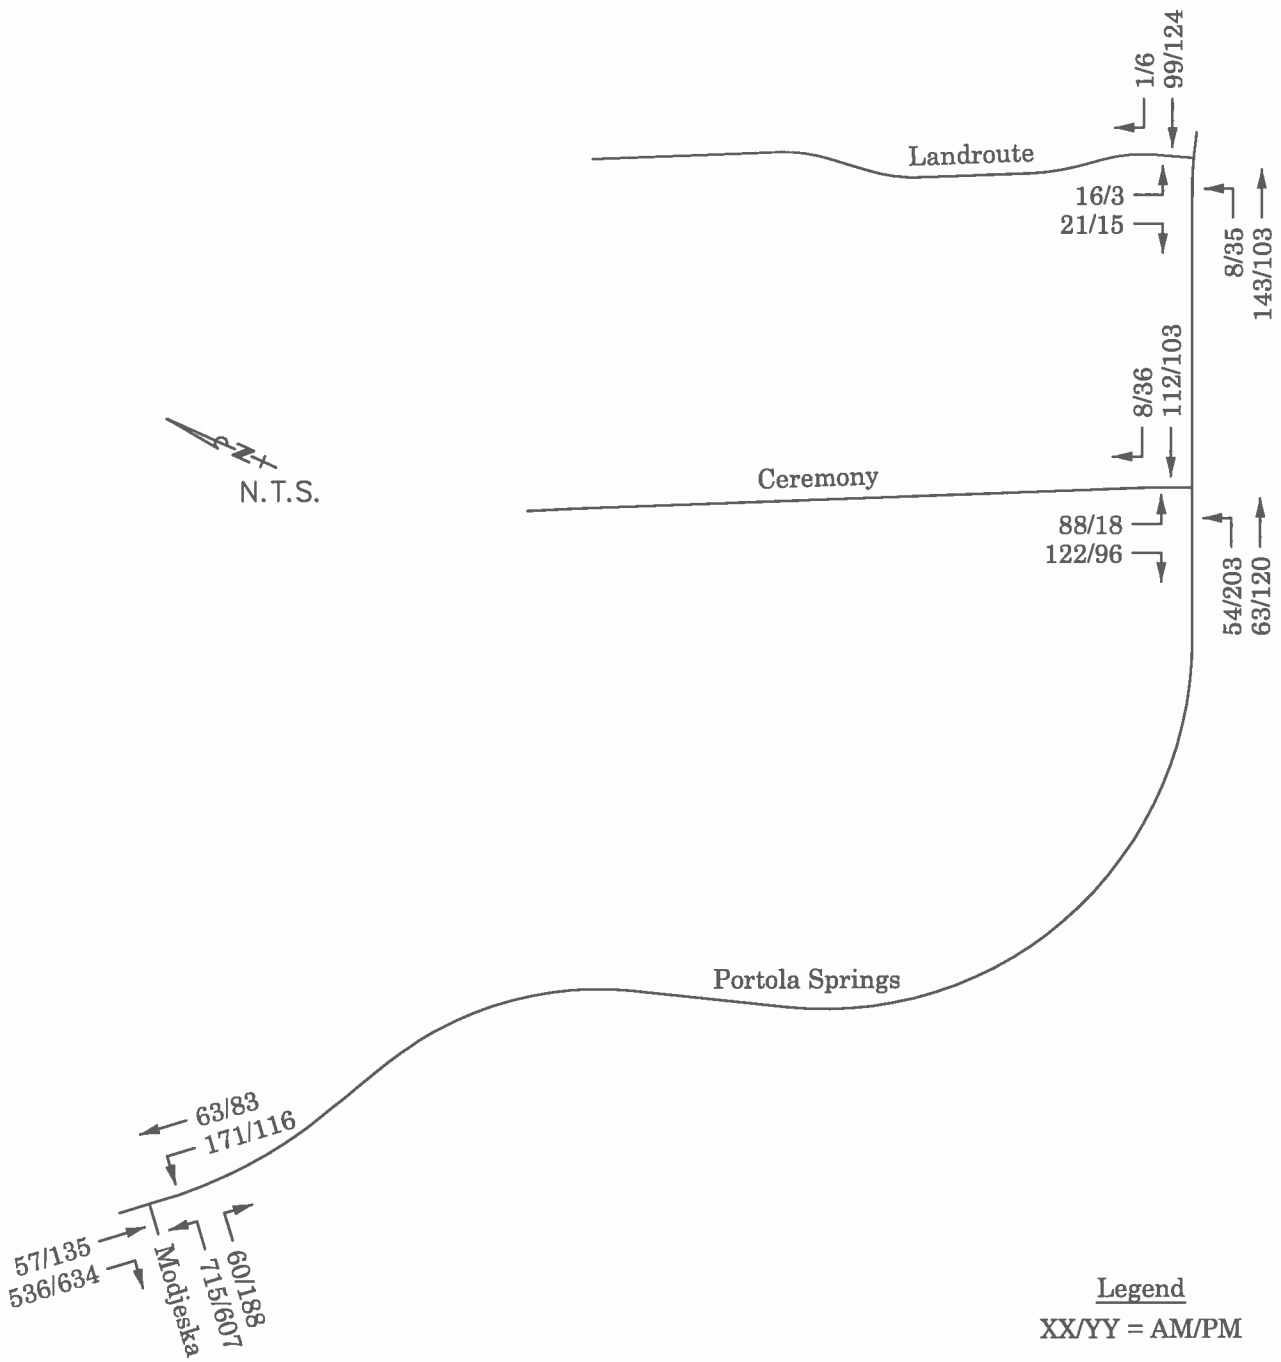 1/6
99/124
Landroute
16/3
21/15
8/35
143/103
8/36
112/103
N
N.T.S.
Ceremony
88/18
122/96
54/203
63/120
Portola Springs
63/83
171/116
57/135
536/634
Modjeska
715/607
60/188
Legend
XX/YY = AM/PM